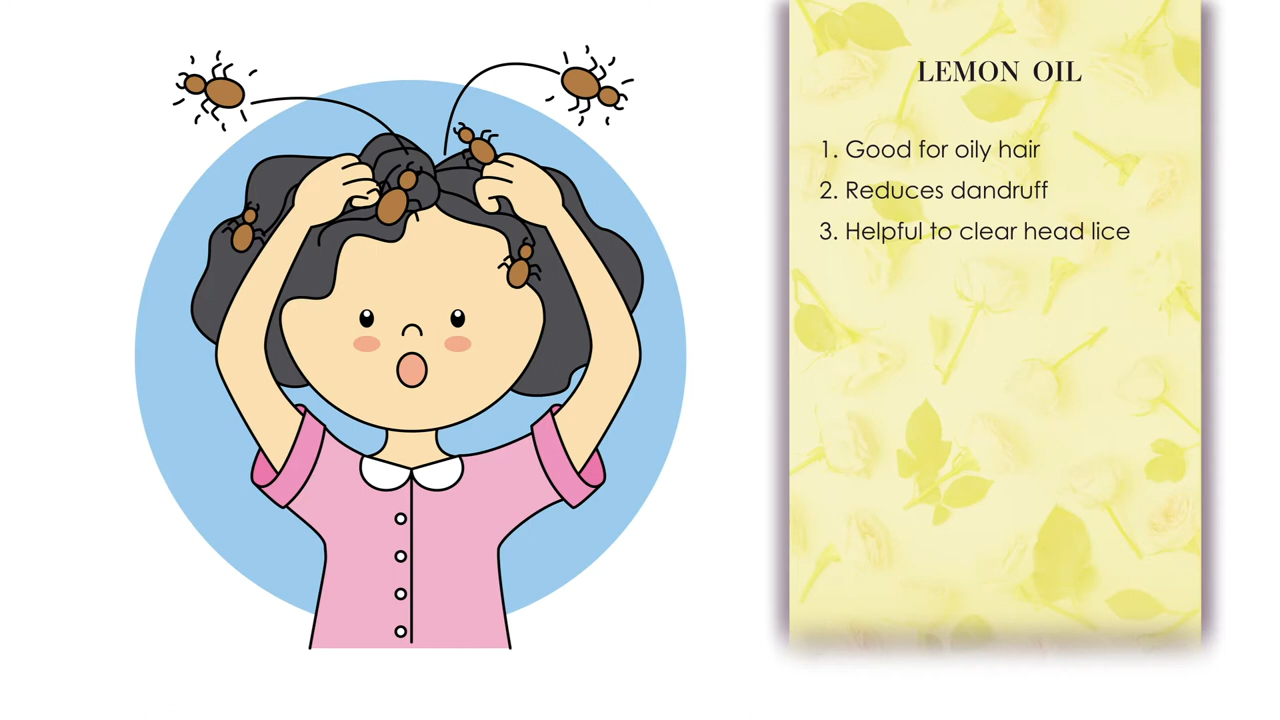 LEMON OIL
1. Good for oily hair
2. Reduces dandruff
3. Helpful to clear head lice